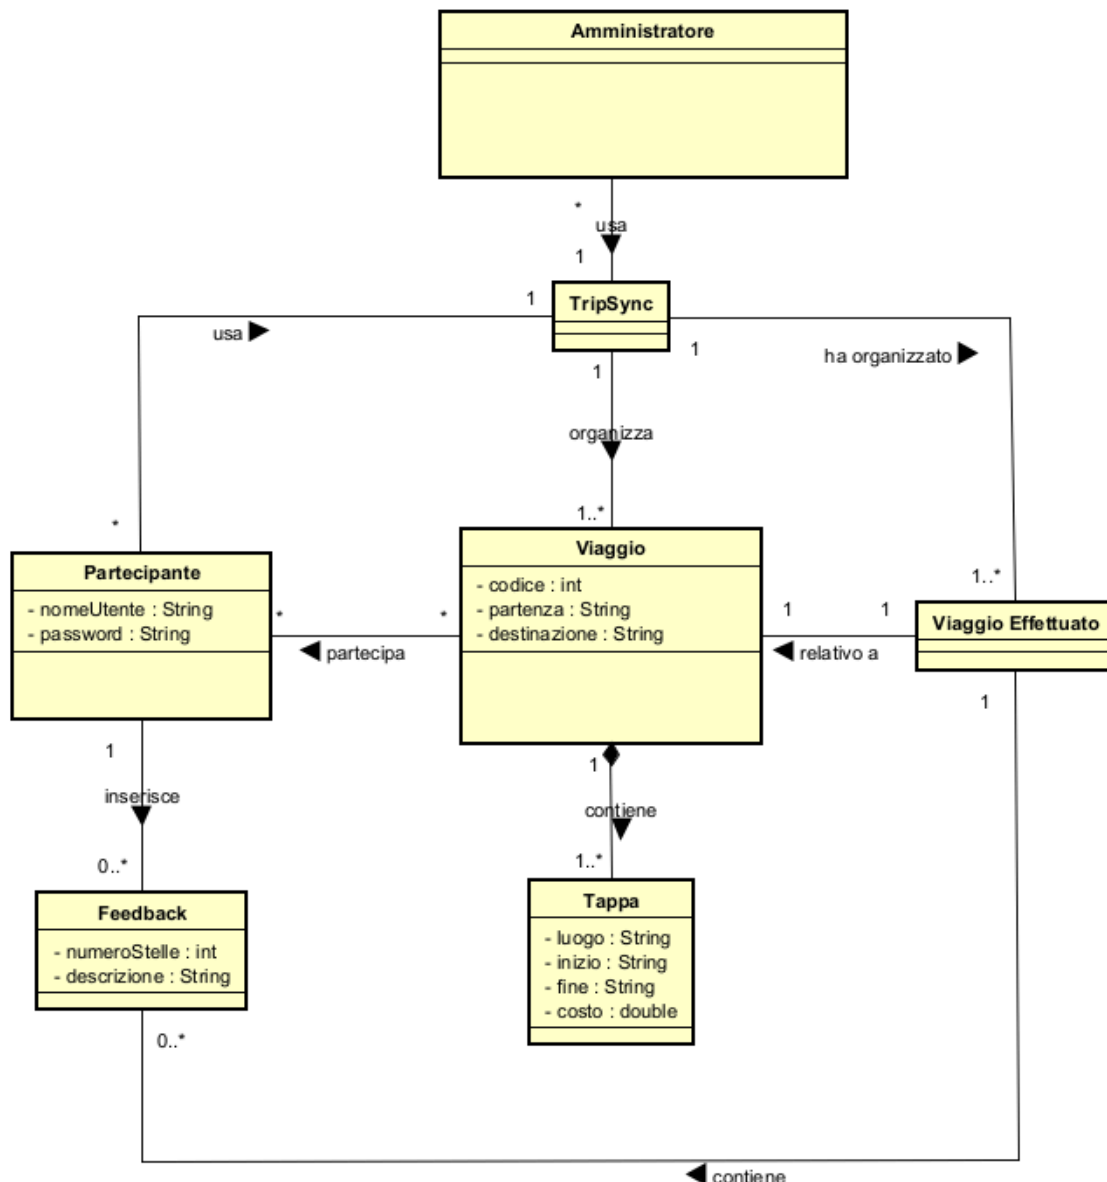 Amministratore
*
usa
1
TripSync
1
usa
1
ha organizzato
1
organizza
*
1..*
1..*
Partecipante
- nomeUtente : String
- password : String
Viaggio
- codice : int
- partenza : String
- destinazione : String
Viaggio Effettuato
*
*
partecipa
1
1
relativo a
1
inserisce
0..*
1
contiene
1..*
1
Feedback
- numeroStelle : int
- descrizione : String
Tappa
- luogo : String
- inizio : String
- fine : String
- costo : double
0..*
contiene